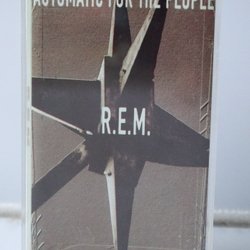 AUTOMATIC FOR THE PEOPLE
R.E.M.